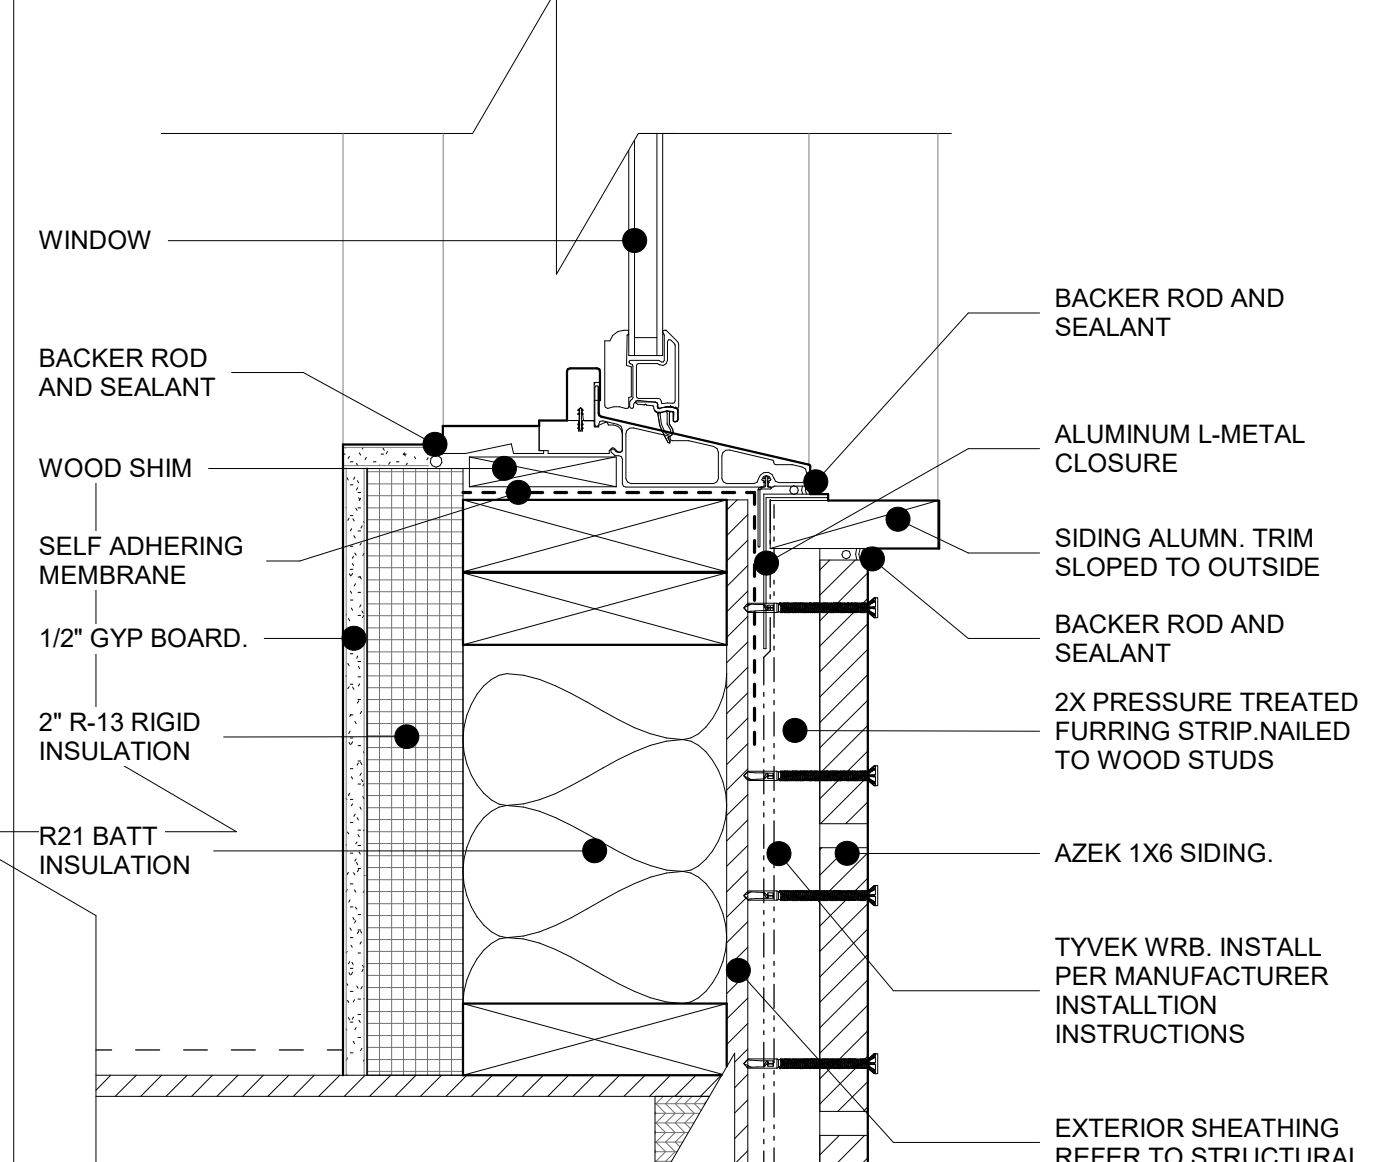 WINDOW
BACKER ROD
AND SEALANT
WOOD SHIM
SELF ADHERING
MEMBRANE
1/2" GYP BOARD.
2" R-13 RIGID
INSULATION
R21 BATT
INSULATION
BACKER ROD AND
SEALANT
ALUMINUM L-METAL
CLOSURE
SIDING ALUMN. TRIM
SLOPED TO OUTSIDE
BACKER ROD AND
SEALANT
2X PRESSURE TREATED
FURRING STRIP.NAILED
TO WOOD STUDS
AZEK 1X6 SIDING.
TYVEK WRB. INSTALL
PER MANUFACTURER
INSTALLTION
INSTRUCTIONS
EXTERIOR SHEATHING
REFER TO STRUCTURAL